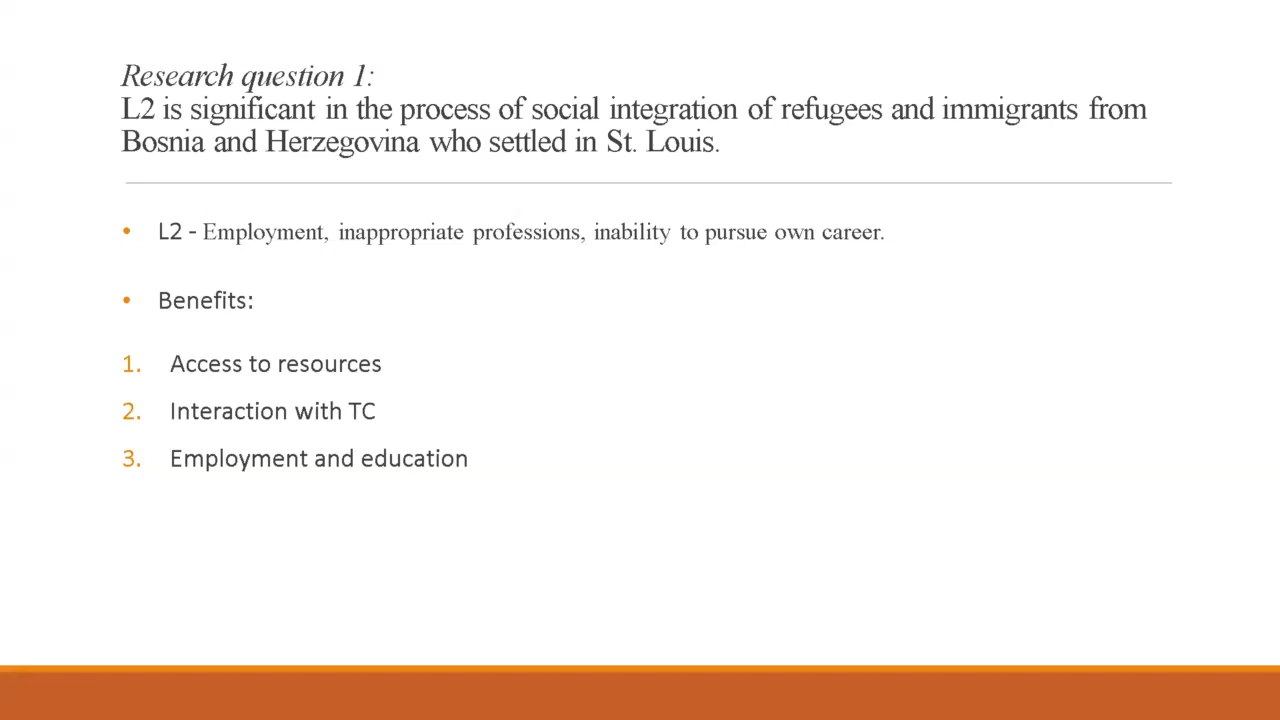 Research question 1:
L2 is significant in the process of social integration of refugees and immigrants from
Bosnia and Herzegovina who settled in St. Louis.
• L2 - Employment, inappropriate professions, inability to pursue own career.
• Benefits:
1. Access to resources
2. Interaction with TC
3. Employment and education